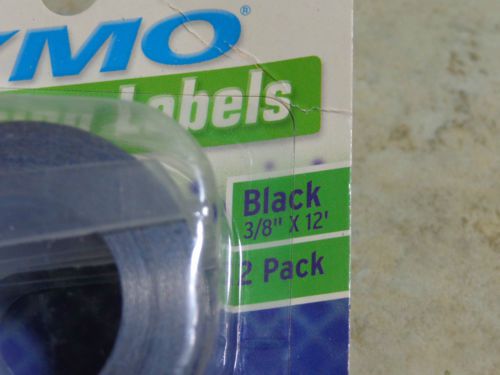 YMO®
Labels
Black
3/8" X 12'
2 Pack